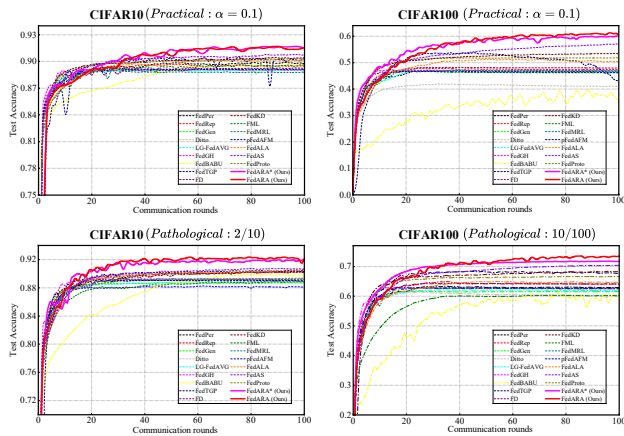 CIFAR10 (Practical : α = 0.1)
Test Accuracy
0.93
0.90
0.87
0.84
0.81
0.78
0.75
FedPer
FedRep
FedGen
Ditto
LG-FedAVG
FedGH
FedBABU
FedTGP
FD
FedKD
FML
FedMRL
pFedAFM
FedALA
FedAS
FedProto
FedARA* (Ours)
FedARA (Ours)
0 20 40 60 80 100
Communication rounds
CIFAR100 (Practical : α = 0.1)
Test Accuracy
0.6
0.5
0.4
0.3
0.2
0.1
0.0
FedPer
FedRep
FedGen
Ditto
LG-FedAVG
FedGH
FedBABU
FedTGP
FD
FedKD
FML
FedMRL
pFedAFM
FedALA
FedAS
FedProto
FedARA* (Ours)
FedARA (Ours)
0 20 40 60 80 100
Communication rounds
CIFAR10 (Pathological : 2/10)
Test Accuracy
0.92
0.88
0.84
0.80
0.76
0.72
FedPer
FedRep
FedGen
Ditto
LG-FedAVG
FedGH
FedBABU
FedTGP
FD
FedKD
FML
FedMRL
pFedAFM
FedALA
FedAS
FedProto
FedARA* (Ours)
FedARA (Ours)
0 20 40 60 80 100
Communication rounds
CIFAR100 (Pathological : 10/100)
Test Accuracy
0.7
0.6
0.5
0.4
0.3
0.2
FedPer
FedRep
FedGen
Ditto
LG-FedAVG
FedGH
FedBABU
FedTGP
FD
FedKD
FML
FedMRL
pFedAFM
FedALA
FedAS
FedProto
FedARA* (Ours)
FedARA (Ours)
0 20 40 60 80 100
Communication rounds